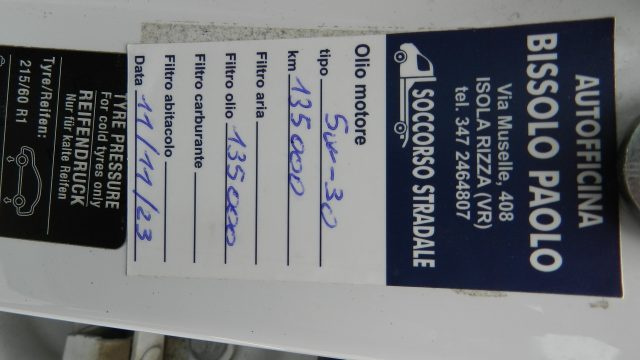 AUTOFFICINA
BISSOLO PAOLO
Via Muselle, 408
ISOLA RIZZA (VR)
tel. 347 2464807
SOCCORSO STRADALE
Olio motore
tipo 5w-30
km 135000
Filtro aria
Filtro olio 135000
Filtro carburante
Filtro abitacolo
Data 11/11/23
TYRE PRESSURE
For cold tyres only
REIFENDRUCK
Nur für kalte Reifen
Tyre/Reifen:
215/60 R1